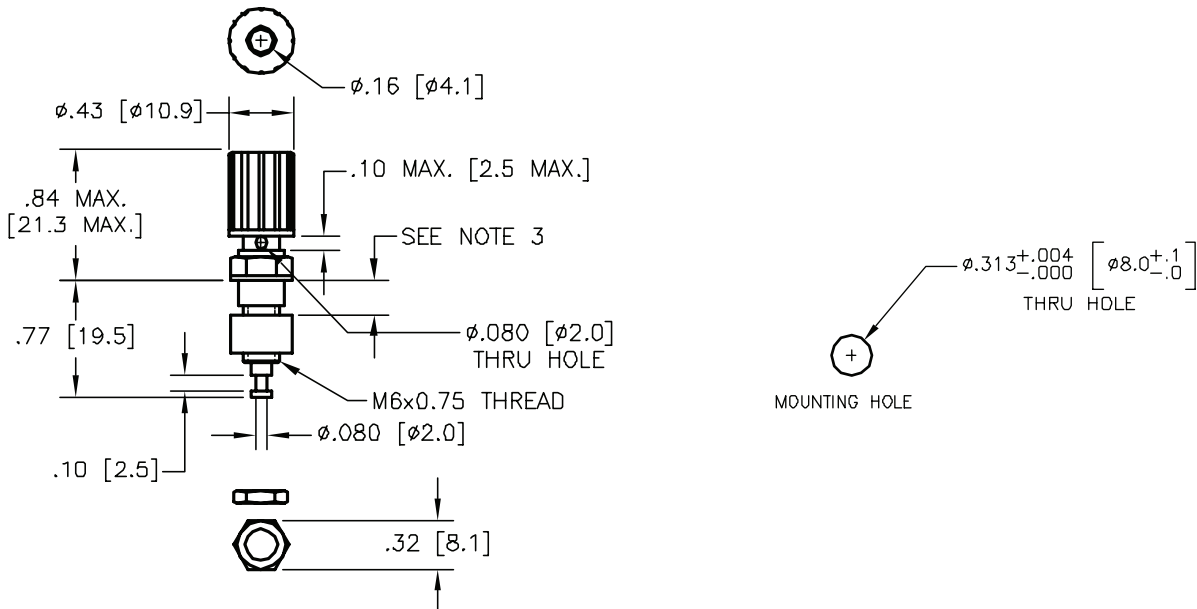 ø.16 [ø4.1]
ø.43 [ø10.9]
.10 MAX. [2.5 MAX.]
.84 MAX.
[21.3 MAX.]
SEE NOTE 3
ø.313 +.004 -.000 [ø8.0 +.1 -.0]
THRU HOLE
.77 [19.5]
ø.080 [ø2.0]
THRU HOLE
M6x0.75 THREAD
MOUNTING HOLE
ø.080 [ø2.0]
.10 [2.5]
.32 [8.1]